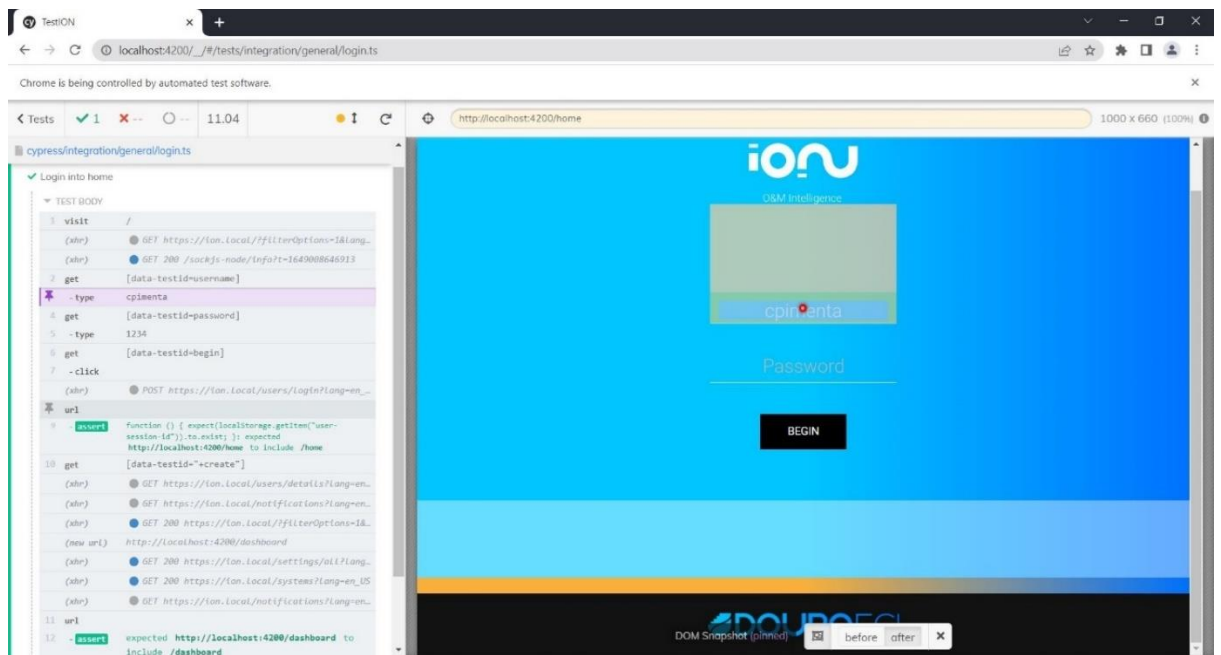 TestION
localhost:4200/__/#/tests/integration/general/login.ts
Chrome is being controlled by automated test software.
Tests 1 -- -- 11.04
http://localhost:4200/home 1000 x 660 (100%)
cypress/integration/general/login.ts
Login into home
TEST BODY
1 visit /
(xhr) GET https://ion.local/?filterOptions=1&lang…
(xhr) GET 200 /sockjs-node/info?t=1649008646913
2 get [data-testid=username]
-type cpimenta
4 get [data-testid=password]
5 -type 1234
6 get [data-testid=begin]
7 -click
(xhr) POST https://ion.local/users/login?lang=en_…
url
9 -assert function () { expect(localStorage.getItem("user-
session-id")).to.exist; }: expected
http://localhost:4200/home to include /home
10 get [data-testid="+create"]
(xhr) GET https://ion.local/users/details?lang=en…
(xhr) GET https://ion.local/notifications?lang=en…
(xhr) GET 200 https://ion.local/?filterOptions=1&…
(new url) http://localhost:4200/dashboard
(xhr) GET 200 https://ion.local/settings/all?lang…
(xhr) GET 200 https://ion.local/systems?lang=en_US
(xhr) GET https://ion.local/notifications?lang=en…
11 url
12 -assert expected http://localhost:4200/dashboard to
include /dashboard
ion
O&M Intelligence
cpimenta
Password
BEGIN
DOM Snapshot (pinned) before after